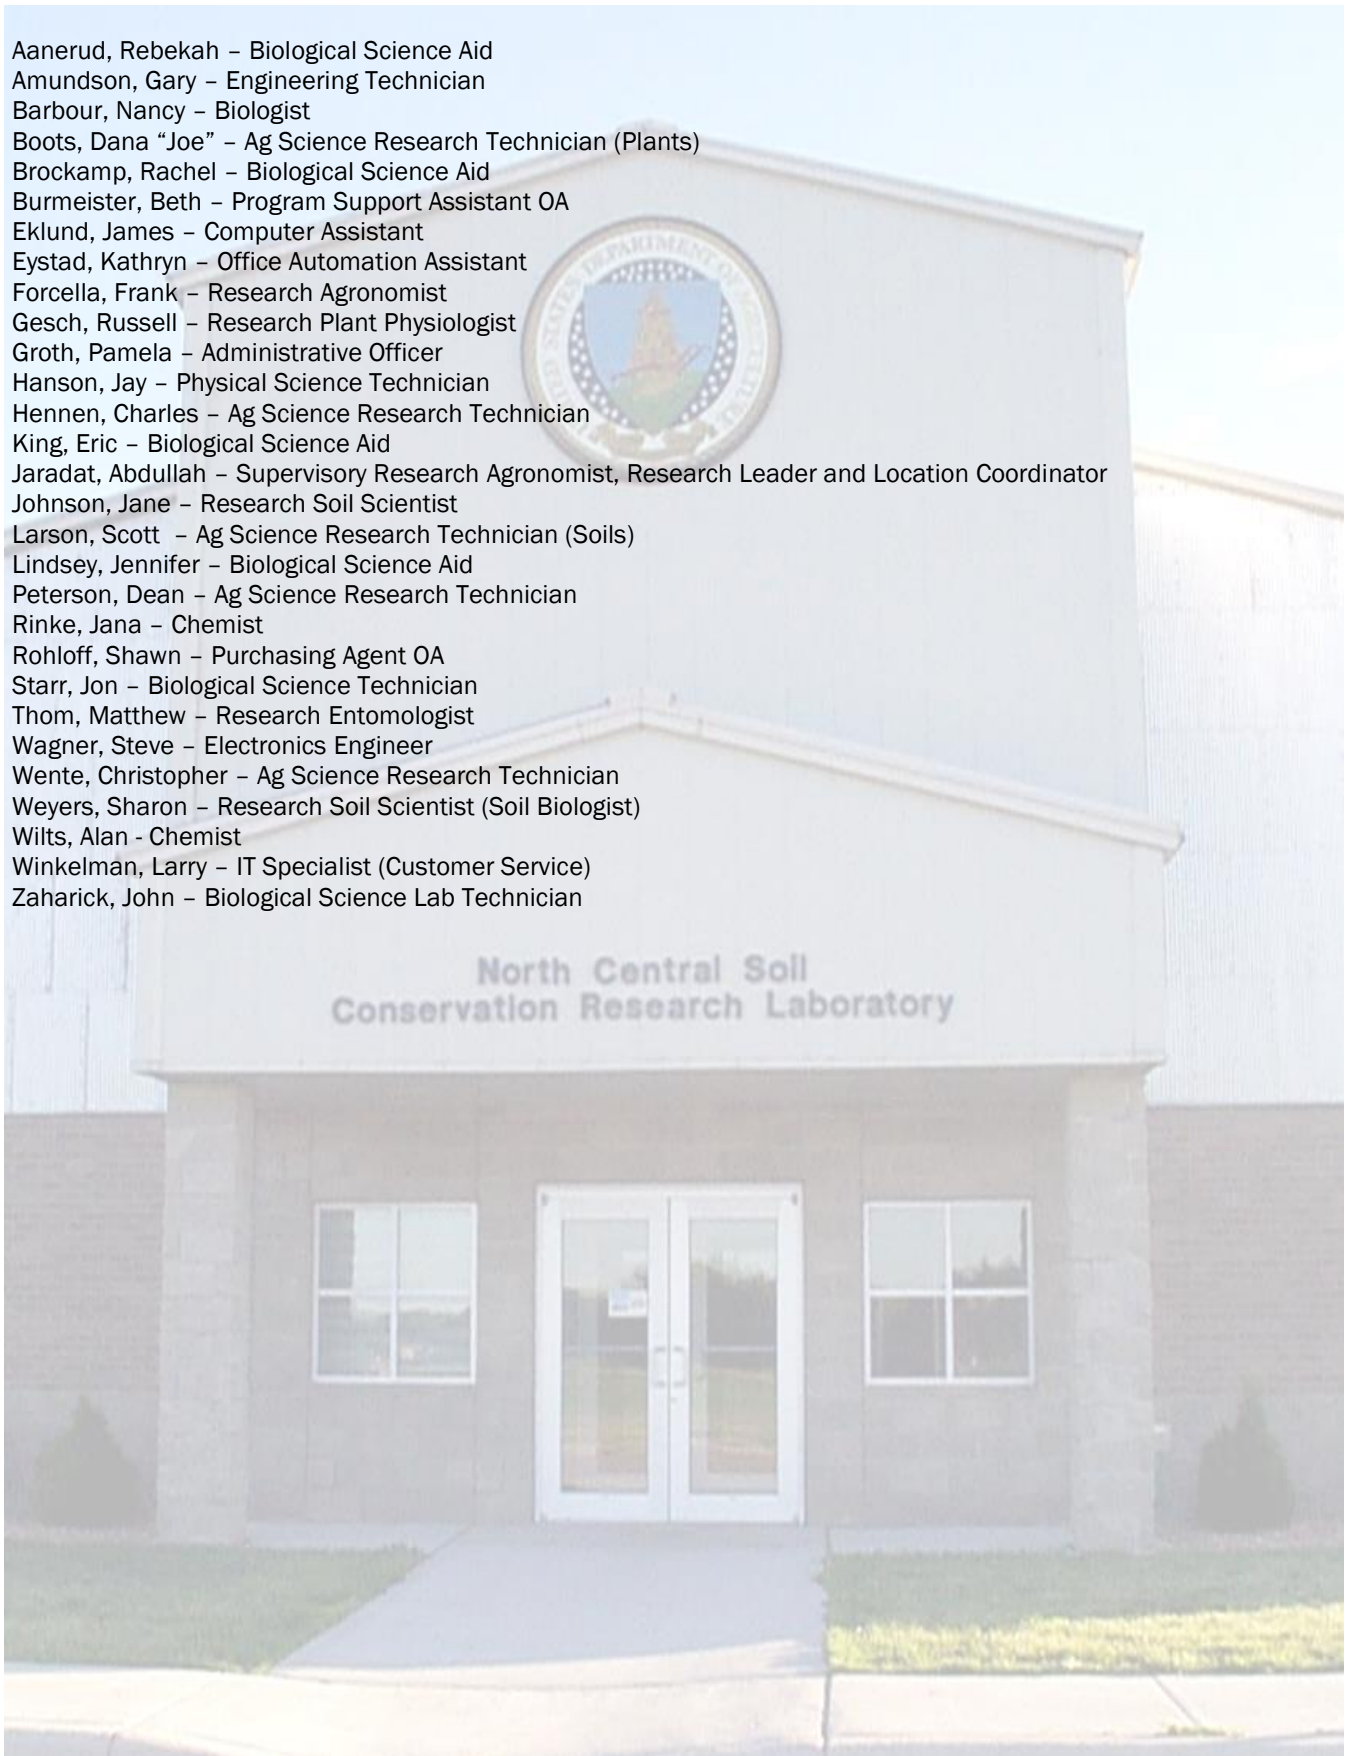 Aanerud, Rebekah – Biological Science Aid
Amundson, Gary – Engineering Technician
Barbour, Nancy – Biologist
Boots, Dana “Joe” – Ag Science Research Technician (Plants)
Brockamp, Rachel – Biological Science Aid
Burmeister, Beth – Program Support Assistant OA
Eklund, James – Computer Assistant
Eystad, Kathryn – Office Automation Assistant
Forcella, Frank – Research Agronomist
Gesch, Russell – Research Plant Physiologist
Groth, Pamela – Administrative Officer
Hanson, Jay – Physical Science Technician
Hennen, Charles – Ag Science Research Technician
King, Eric – Biological Science Aid
Jaradat, Abdullah – Supervisory Research Agronomist, Research Leader and Location Coordinator
Johnson, Jane – Research Soil Scientist
Larson, Scott  – Ag Science Research Technician (Soils)
Lindsey, Jennifer – Biological Science Aid
Peterson, Dean – Ag Science Research Technician
Rinke, Jana – Chemist
Rohloff, Shawn – Purchasing Agent OA
Starr, Jon – Biological Science Technician
Thom, Matthew – Research Entomologist
Wagner, Steve – Electronics Engineer
Wente, Christopher – Ag Science Research Technician
Weyers, Sharon – Research Soil Scientist (Soil Biologist)
Wilts, Alan - Chemist
Winkelman, Larry – IT Specialist (Customer Service)
Zaharick, John – Biological Science Lab Technician
UNITED STATES DEPARTMENT OF AGRICULTURE
North Central Soil
Conservation Research Laboratory